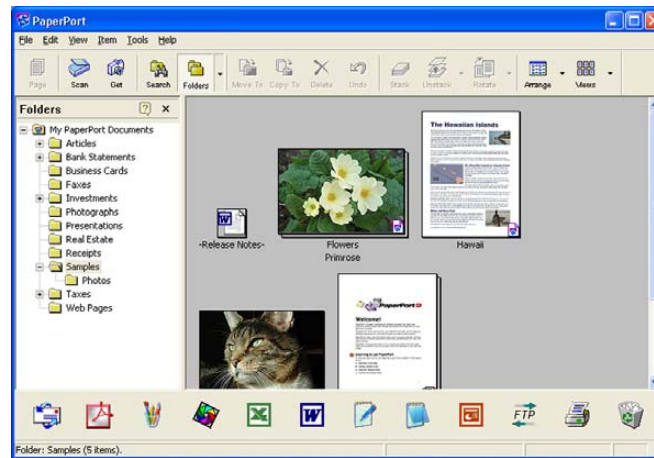 PaperPort
File Edit View Item Tools Help
Page Scan Get Search Folders Move To Copy To Delete Undo Stack Unstack Rotate Arrange Views
Folders
My PaperPort Documents
Articles
Bank Statements
Business Cards
Faxes
Investments
Photographs
Presentations
Real Estate
Receipts
Samples
Photos
Taxes
Web Pages
The Hawaiian Islands
-Release Notes-
Flowers
Primrose
Hawaii
PaperPort
Welcome!
FTP
Folder: Samples (5 items).